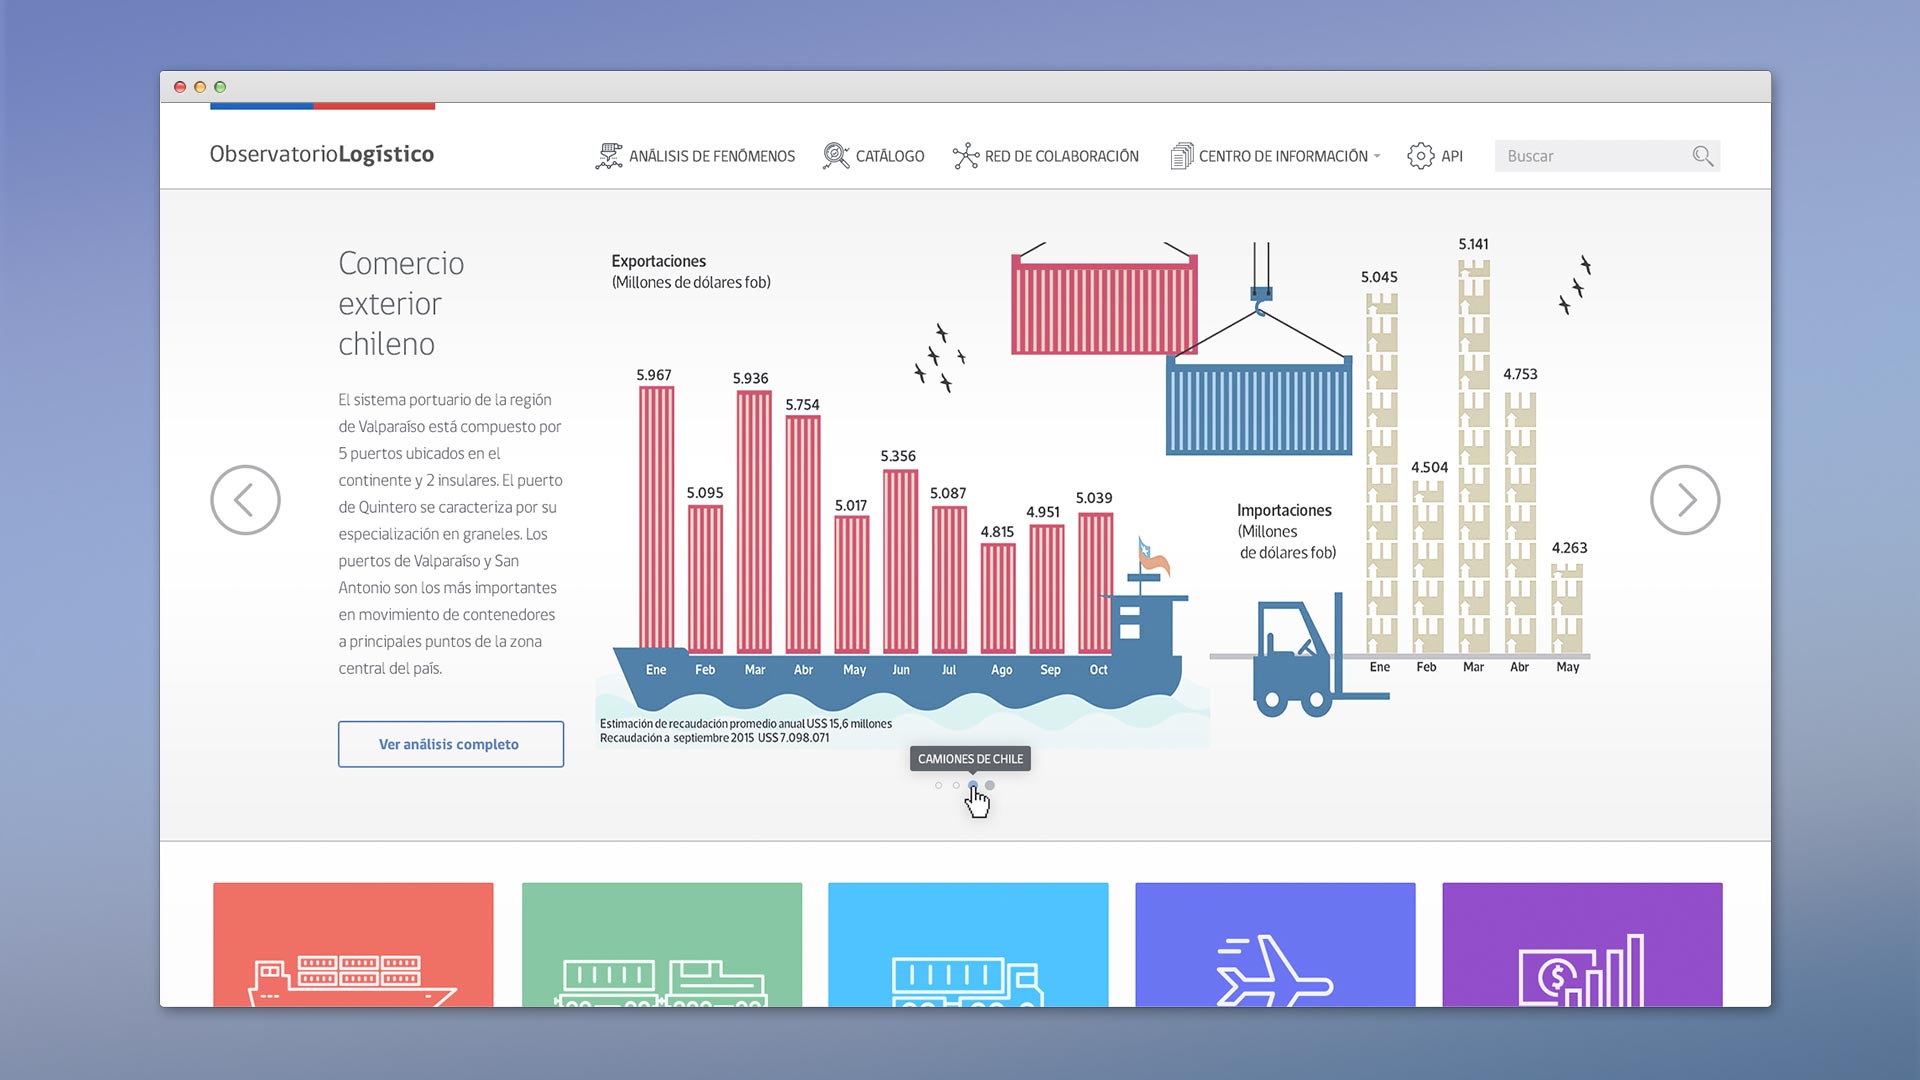 ObservatorioLogístico
ANÁLISIS DE FENÓMENOS
CATÁLOGO
RED DE COLABORACIÓN
CENTRO DE INFORMACIÓN
API
Buscar
Comercio
exterior
chileno
El sistema portuario de la región
de Valparaíso está compuesto por
5 puertos ubicados en el
continente y 2 insulares. El puerto
de Quintero se caracteriza por su
especialización en graneles. Los
puertos de Valparaíso y San
Antonio son los más importantes
en movimiento de contenedores
a principales puntos de la zona
central del país.
Ver análisis completo
Exportaciones
(Millones de dólares fob)
5.967
5.095
5.936
5.754
5.017
5.356
5.087
4.815
4.951
5.039
Ene
Feb
Mar
Abr
May
Jun
Jul
Ago
Sep
Oct
Estimación de recaudación promedio anual US$ 15,6 millones
Recaudación a septiembre 2015 US$ 7.098.071
Importaciones
(Millones
de dólares fob)
5.045
4.504
5.141
4.753
4.263
Ene
Feb
Mar
Abr
May
CAMIONES DE CHILE
$